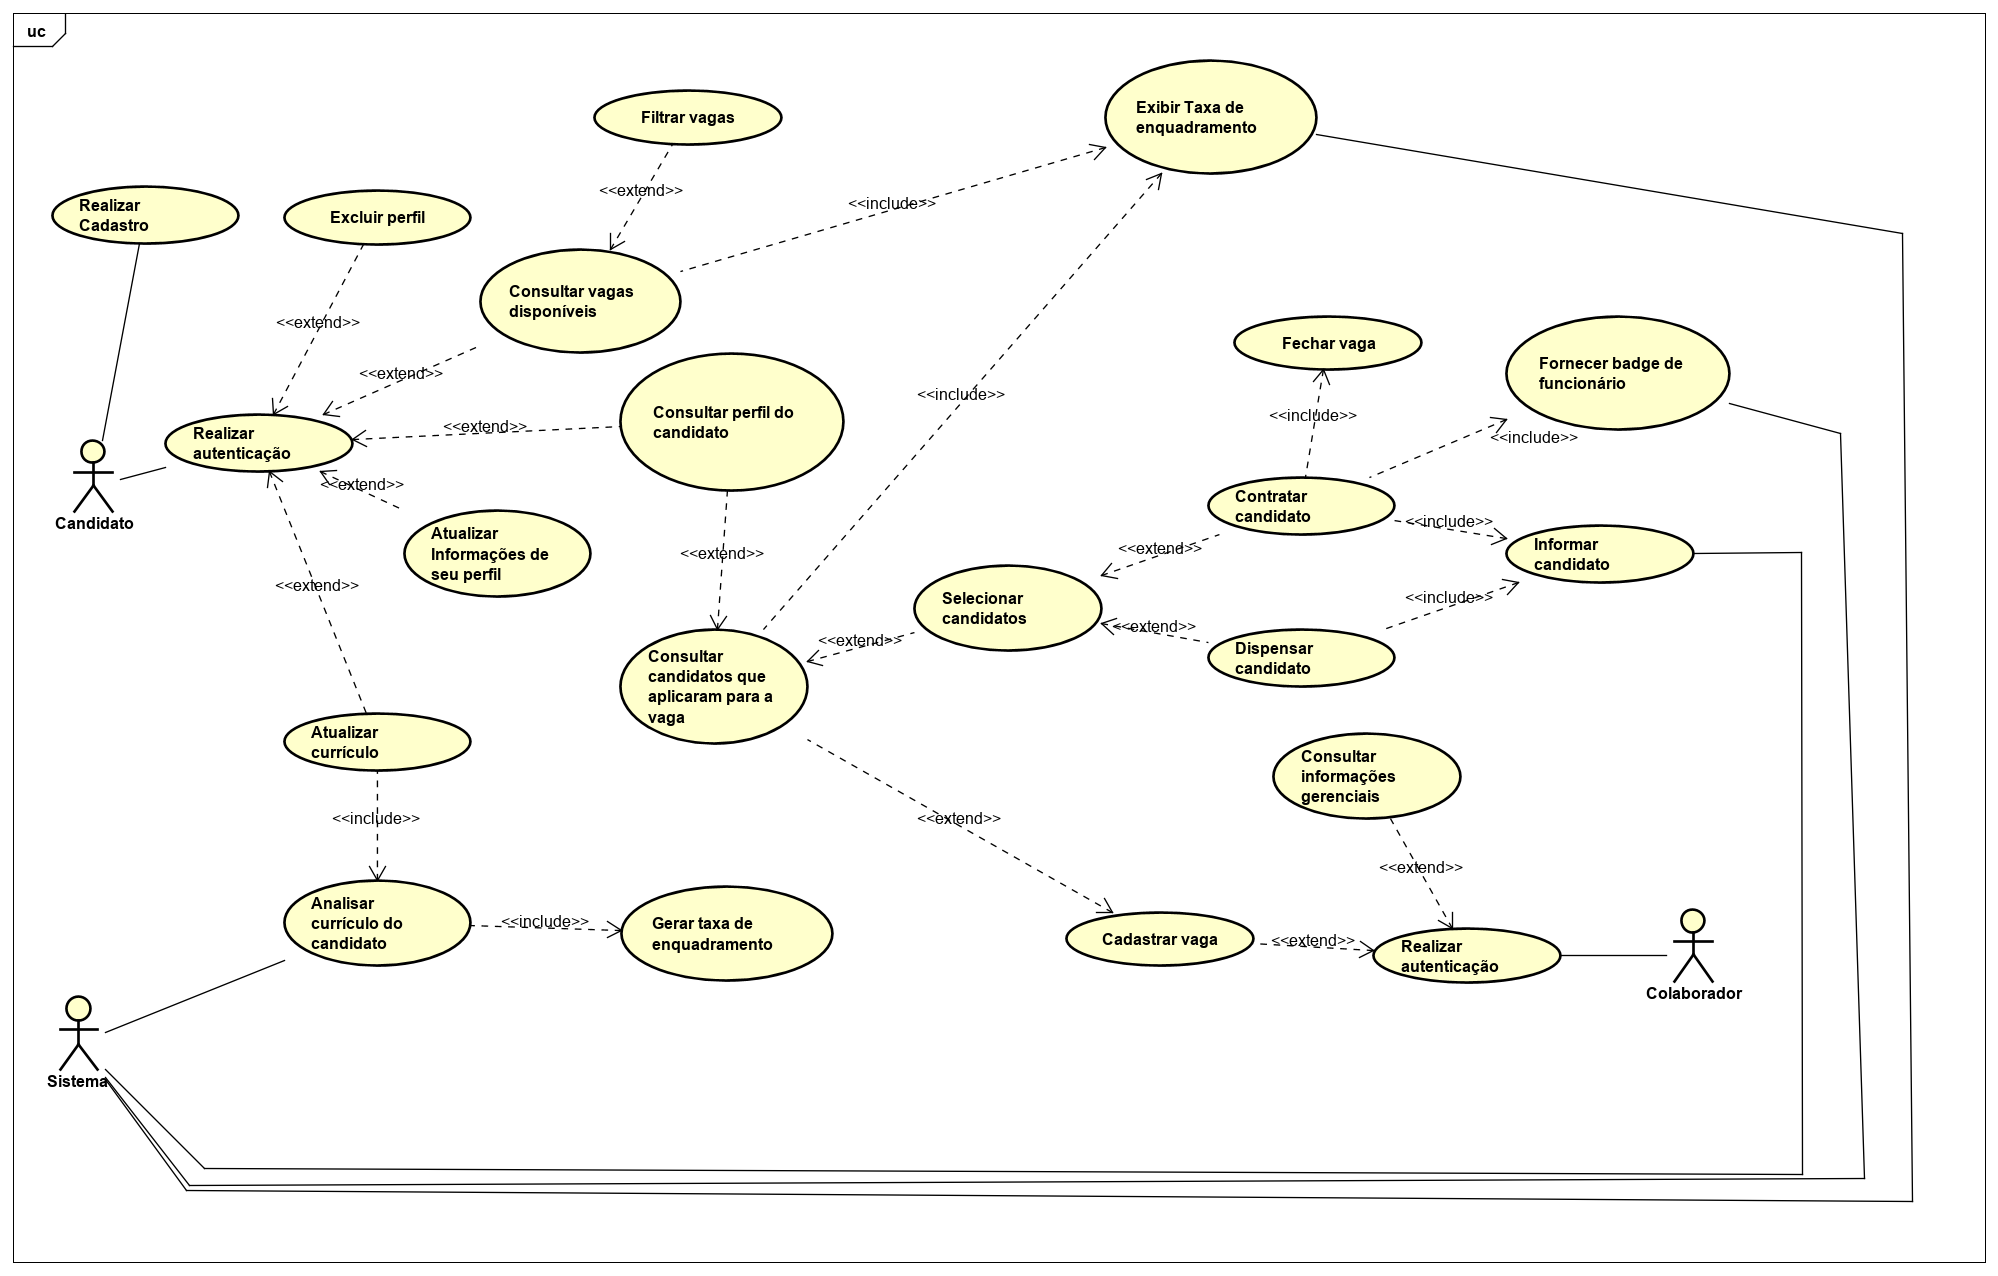 uc
Filtrar vagas
Exibir Taxa de
enquadramento
<<extend>>
<<include>>
Realizar
Cadastro
Excluir perfil
Consultar vagas
disponíveis
<<extend>>
<<extend>>
Consultar perfil do
candidato
<<include>>
Fechar vaga
Fornecer badge de
funcionário
<<include>>
<<include>>
Realizar
autenticação
<<extend>>
<<extend>>
Candidato
Atualizar
Informações de
seu perfil
<<extend>>
<<extend>>
Contratar
candidato
<<include>>
Informar
candidato
<<extend>>
<<include>>
Selecionar
candidatos
<<extend>>
<<extend>>
Dispensar
candidato
Consultar
candidatos que
aplicaram para a
vaga
Atualizar
currículo
<<include>>
<<extend>>
Consultar
informações
gerenciais
<<extend>>
Analisar
currículo do
candidato
<<include>>
Gerar taxa de
enquadramento
Cadastrar vaga
<<extend>>
Realizar
autenticação
Colaborador
Sistema